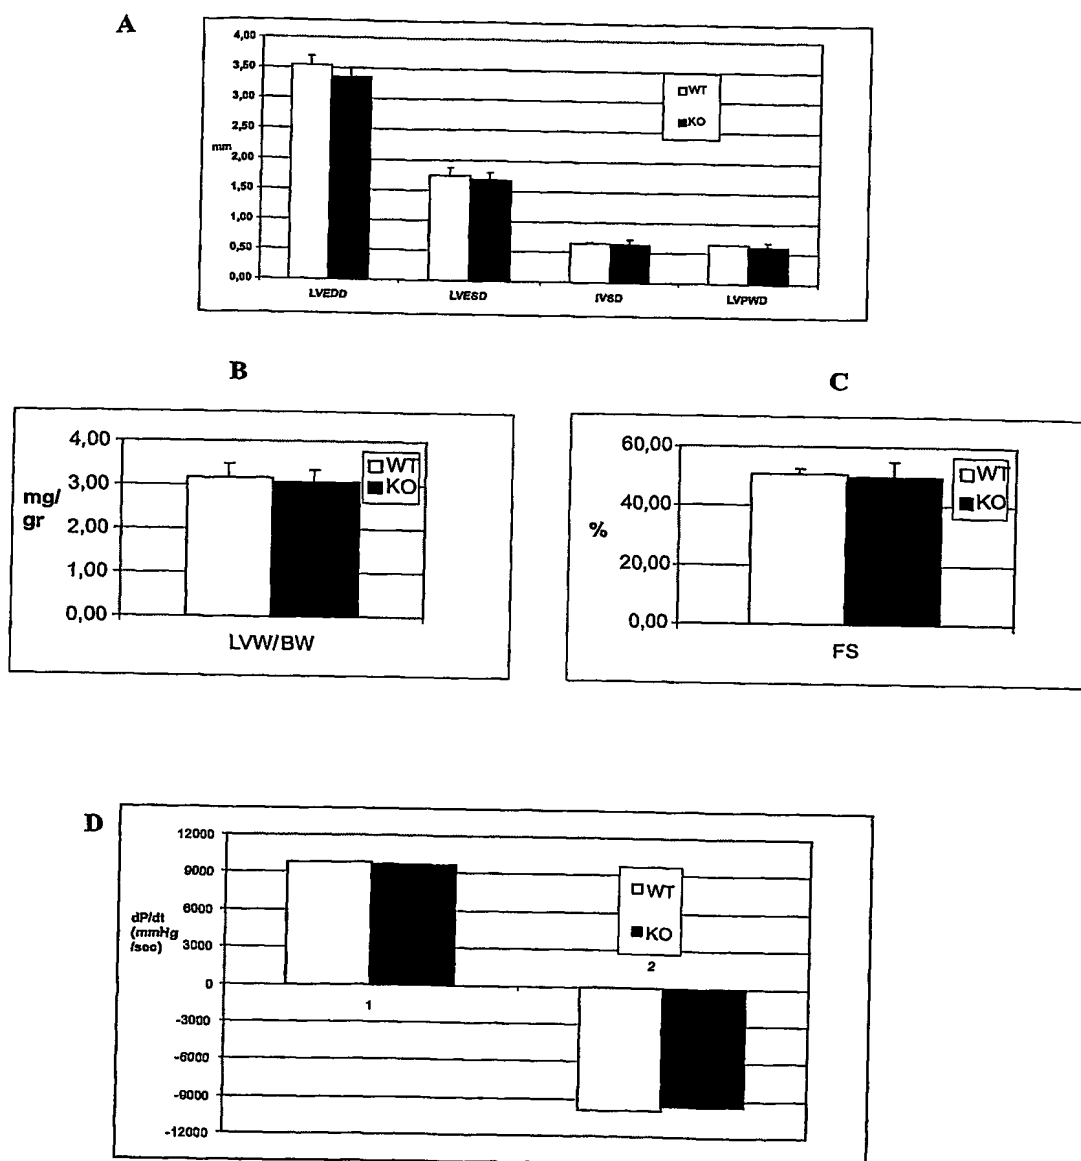 A
4,00
3,50
3,00
2,50
mm
2,00
1,50
1,00
0,50
0,00
WT
KO
LVEDD
LVESD
IVSD
LVPWD
B
4,00
3,00
mg/
gr
2,00
1,00
0,00
WT
KO
LVW/BW
C
60,00
40,00
%
20,00
0,00
WT
KO
FS
D
12000
9000
6000
3000
0
-3000
-6000
-9000
-12000
dP/dt
(mmHg
/sec)
WT
KO
1
2